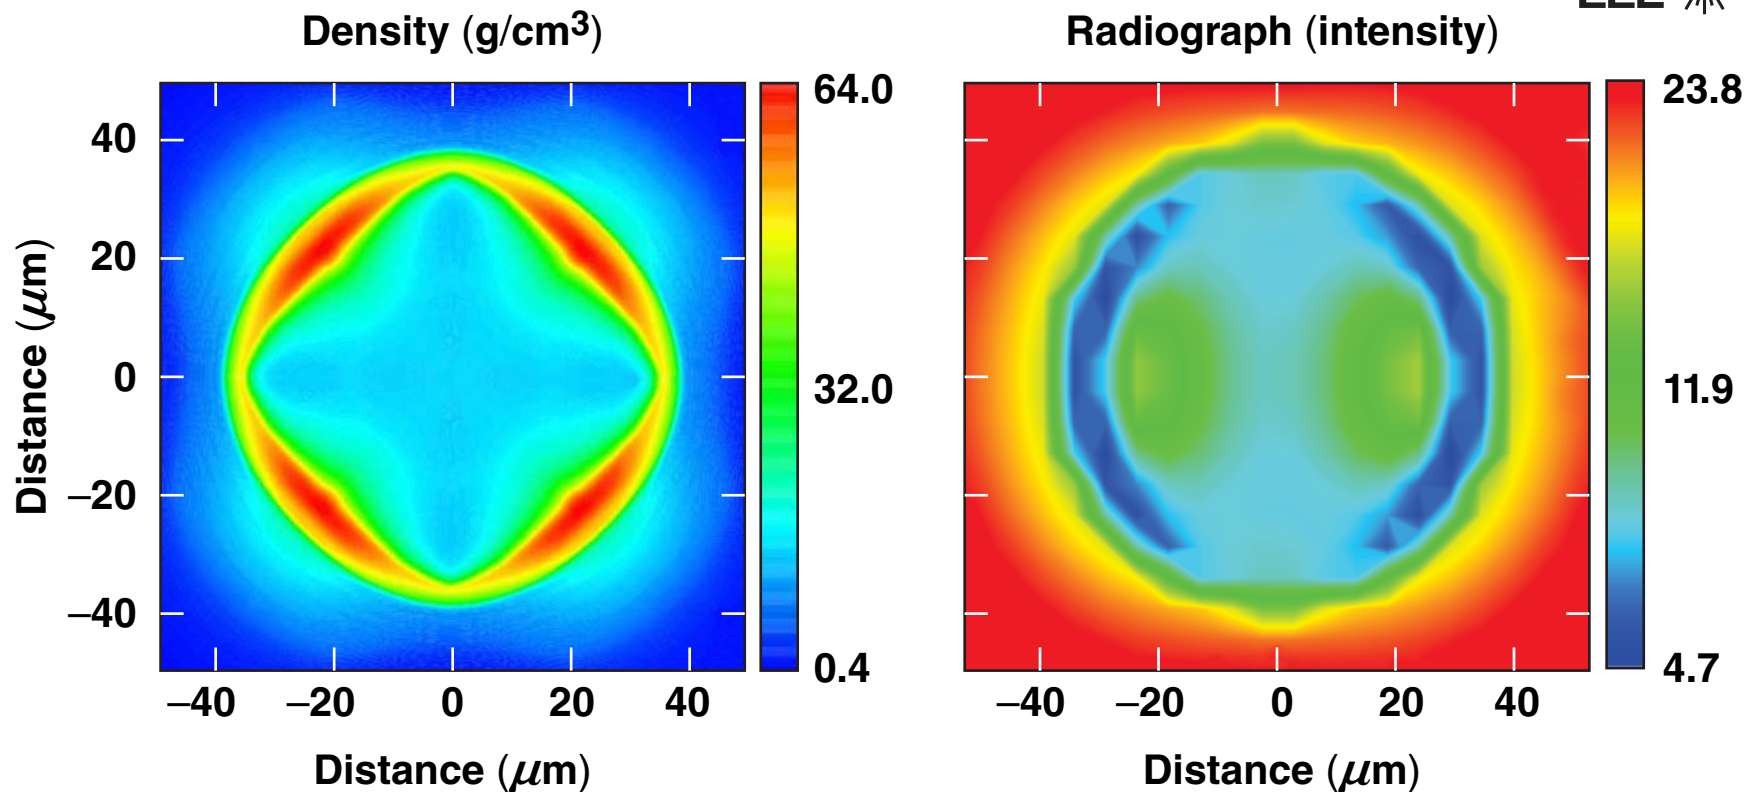 Density (g/cm³)
64.0
32.0
0.4
40
20
0
−20
−40
−40 −20 0 20 40
Distance (μm)
Distance (μm)
Radiograph (intensity)
23.8
11.9
4.7
−40 −20 0 20 40
Distance (μm)